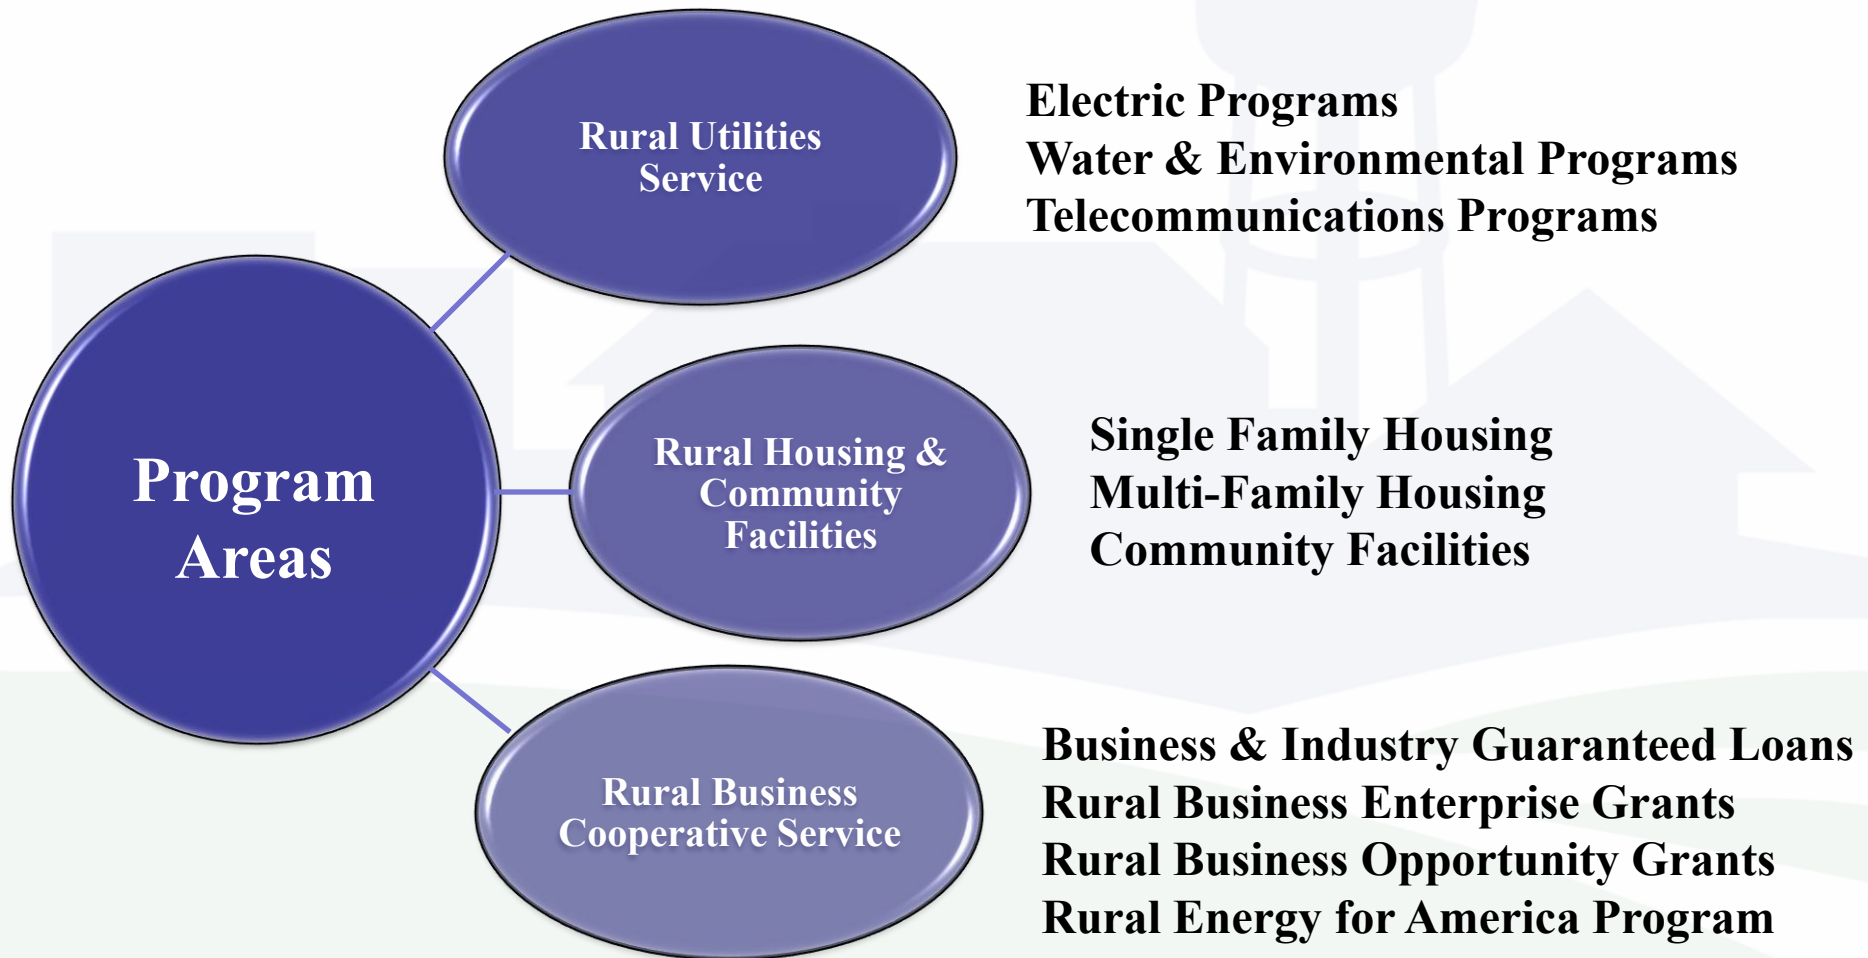 Program
Areas
Rural Utilities
Service
Electric Programs
Water & Environmental Programs
Telecommunications Programs
Rural Housing &
Community
Facilities
Single Family Housing
Multi-Family Housing
Community Facilities
Rural Business
Cooperative Service
Business & Industry Guaranteed Loans
Rural Business Enterprise Grants
Rural Business Opportunity Grants
Rural Energy for America Program